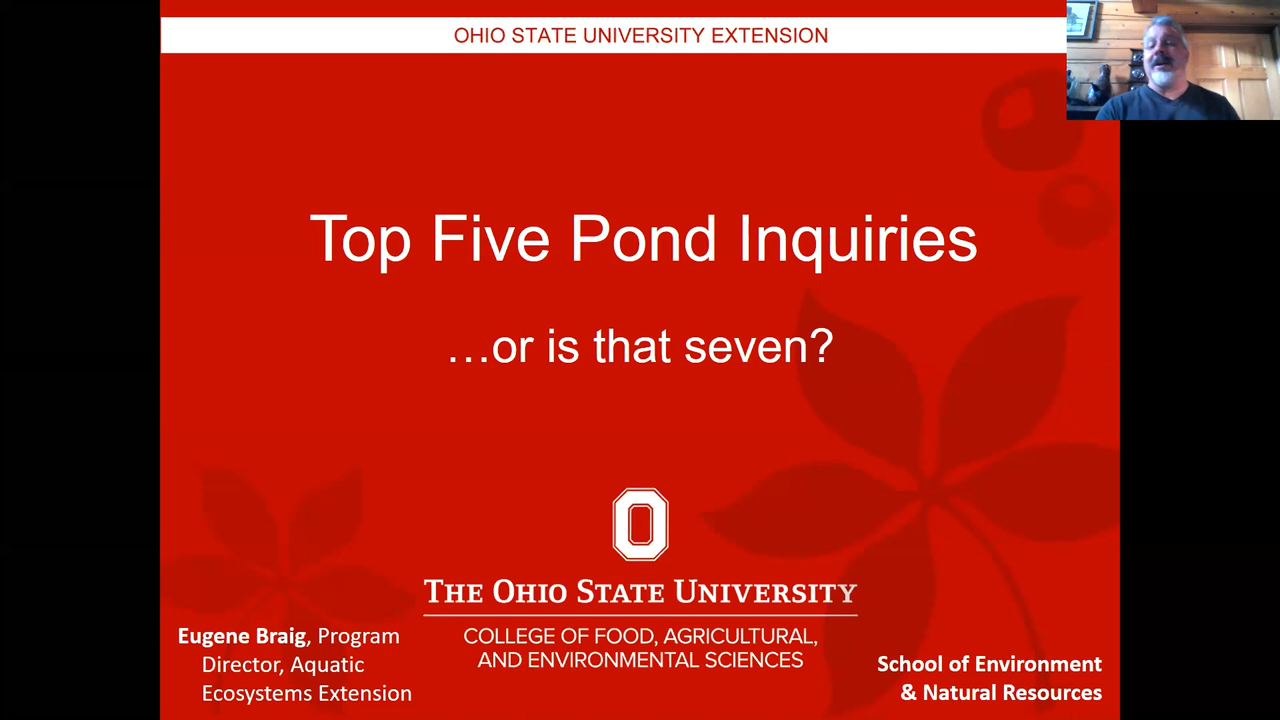 OHIO STATE UNIVERSITY EXTENSION
Top Five Pond Inquiries
…or is that seven?
O
THE OHIO STATE UNIVERSITY
COLLEGE OF FOOD, AGRICULTURAL,
AND ENVIRONMENTAL SCIENCES
Eugene Braig, Program
Director, Aquatic
Ecosystems Extension
School of Environment
& Natural Resources